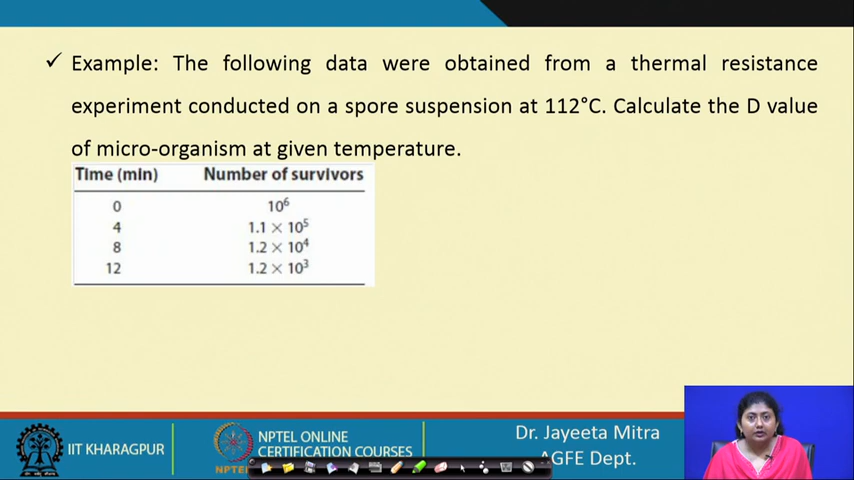 ✓ Example: The following data were obtained from a thermal resistance
experiment conducted on a spore suspension at 112°C. Calculate the D value
of micro-organism at given temperature.
Time (min) Number of survivors
0 10⁶
4 1.1 × 10⁵
8 1.2 × 10⁴
12 1.2 × 10³
IIT KHARAGPUR
NPTEL
NPTEL ONLINE
CERTIFICATION COURSES
Dr. Jayeeta Mitra
AGFE Dept.